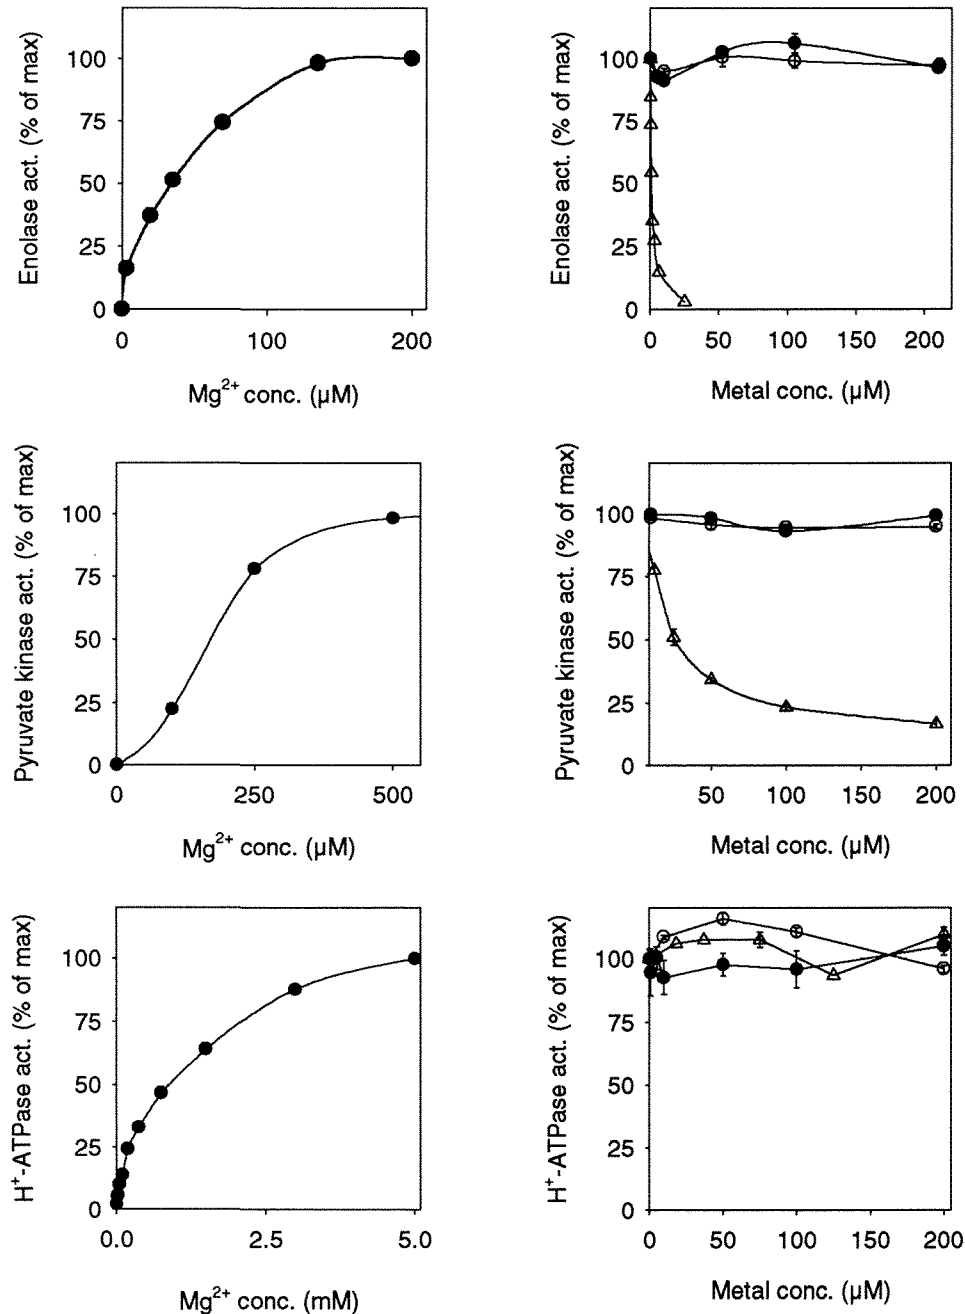 Enolase act. (% of max)
100
75
50
25
0
0 100 200
Mg²⁺ conc. (µM)
Enolase act. (% of max)
100
75
50
25
0
0 50 100 150 200
Metal conc. (µM)
Pyruvate kinase act. (% of max)
100
75
50
25
0
0 250 500
Mg²⁺ conc. (µM)
Pyruvate kinase act. (% of max)
100
75
50
25
0
50 100 150 200
Metal conc. (µM)
H⁺-ATPase act. (% of max)
100
75
50
25
0
0.0 2.5 5.0
Mg²⁺ conc. (mM)
H⁺-ATPase act. (% of max)
100
75
50
25
0
0 50 100 150 200
Metal conc. (µM)